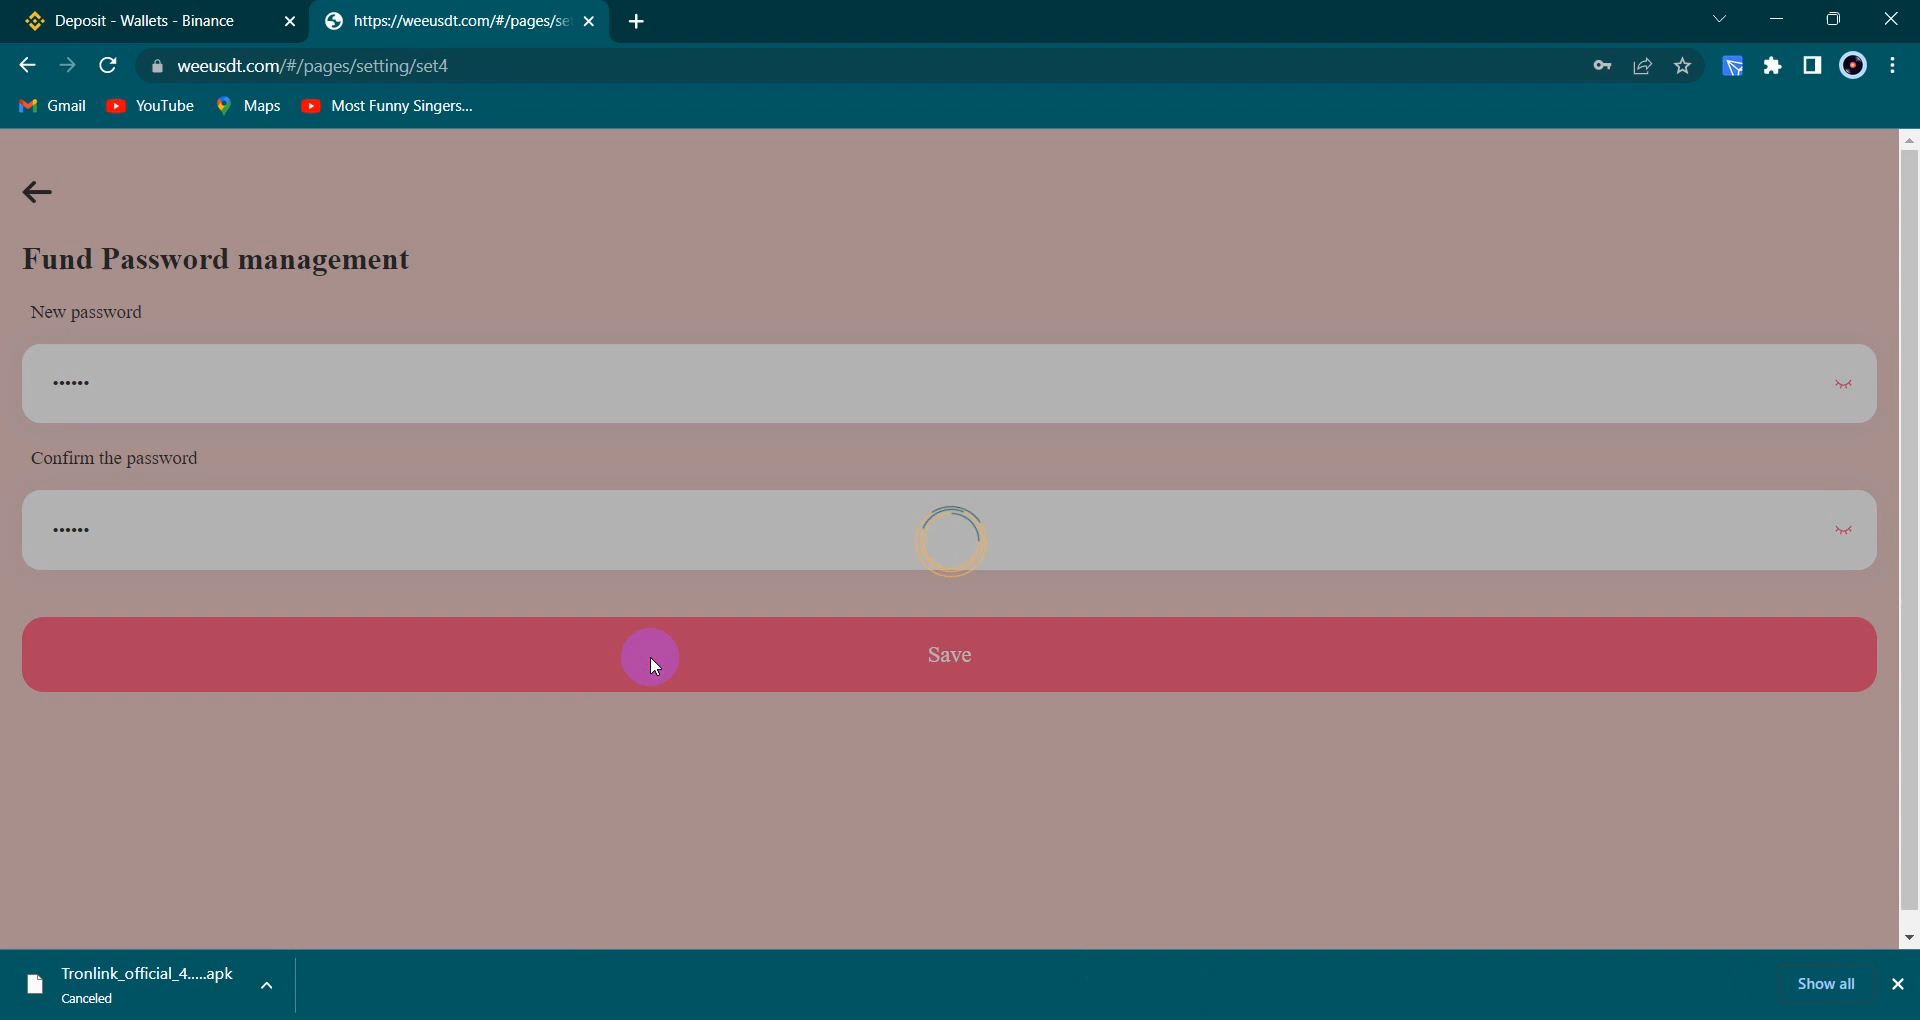 Deposit - Wallets - Binance
https://weeusdt.com/#/pages/se
weeusdt.com/#/pages/setting/set4
Gmail
YouTube
Maps
Most Funny Singers...
Fund Password management
New password
••••••
Confirm the password
••••••
Save
Tronlink_official_4.....apk
Canceled
Show all